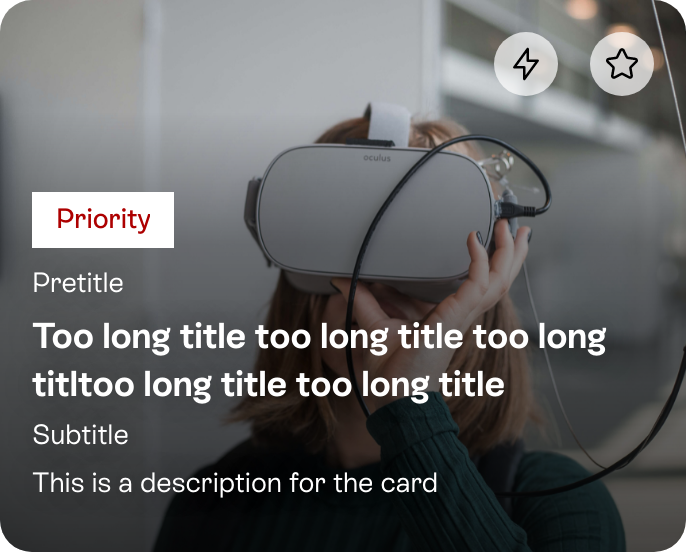 oculus
Priority
Pretitle
Too long title too long title too long
titltoo long title too long title
Subtitle
This is a description for the card